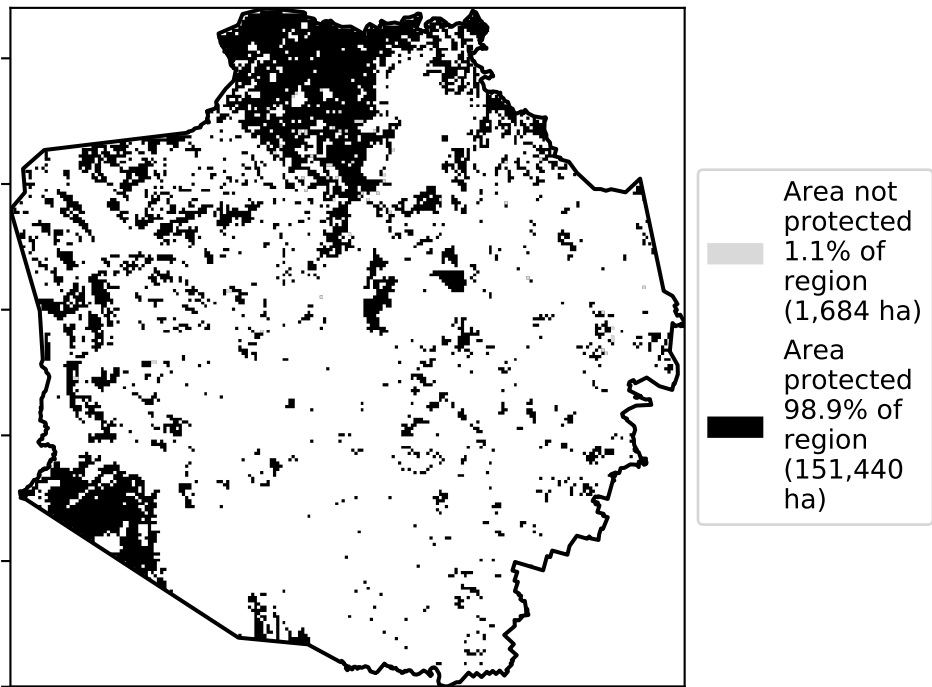 Area not
protected
1.1% of
region
(1,684 ha)
Area
protected
98.9% of
region
(151,440
ha)